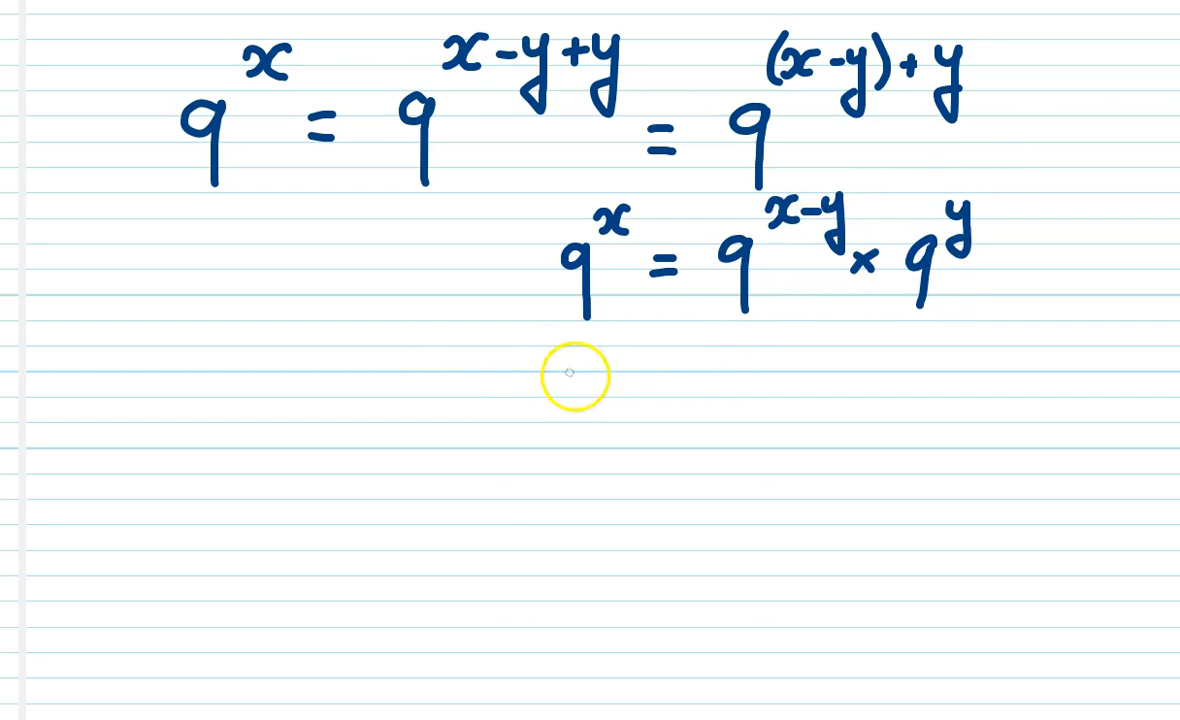 9^x = 9^{x-y+y} = 9^{(x-y)+y}
9^x = 9^{x-y} × 9^y